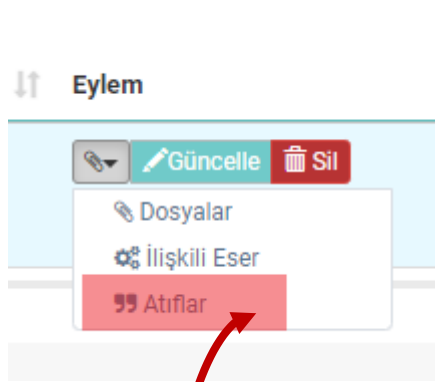 Eylem
Güncelle Sil
Dosyalar
İlişkili Eser
Atıflar